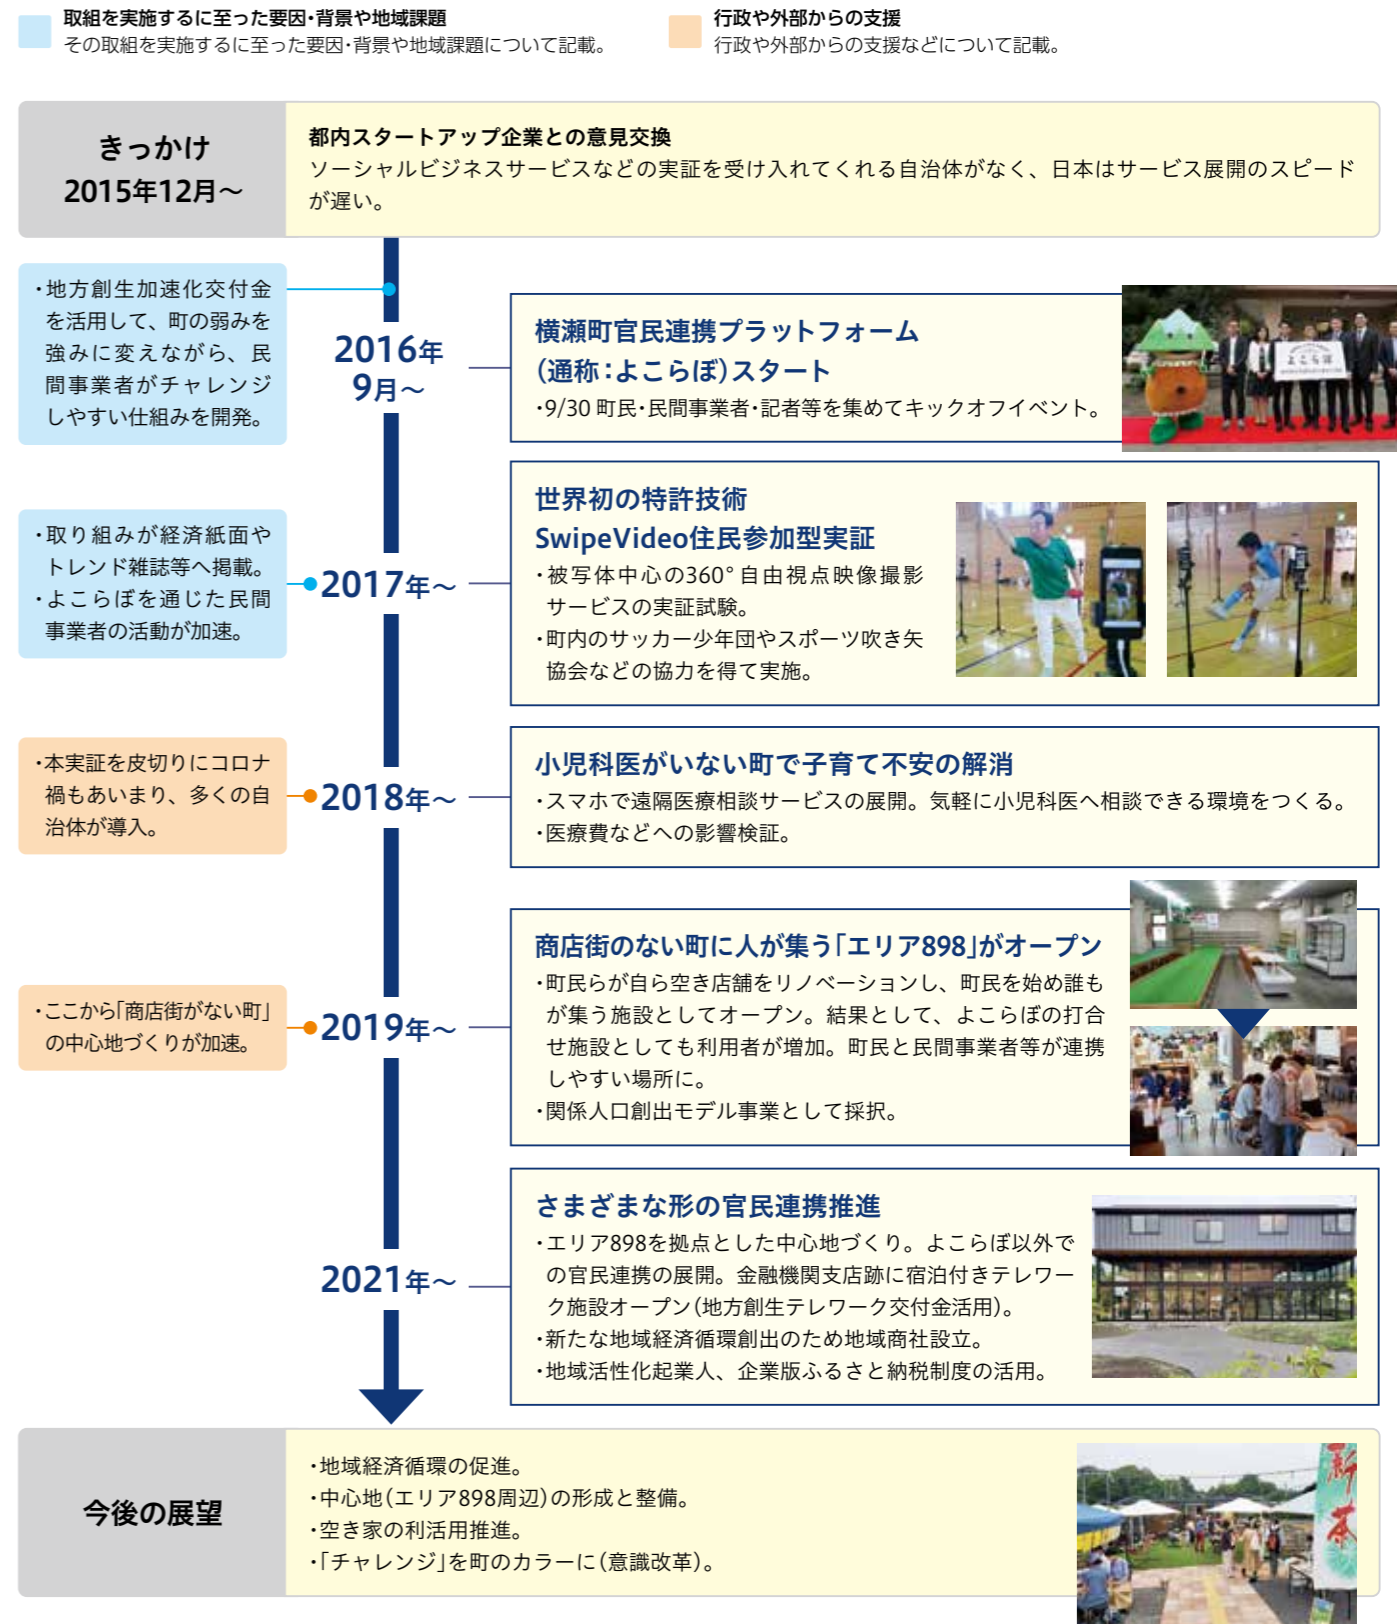 取組を実施するに至った要因・背景や地域課題
その取組を実施するに至った要因・背景や地域課題について記載。
行政や外部からの支援
行政や外部からの支援などについて記載。
きっかけ
2015年12月～
都内スタートアップ企業との意見交換
ソーシャルビジネスサービスなどの実証を受け入れてくれる自治体がなく、日本はサービス展開のスピード
が遅い。
・地方創生加速化交付金
を活用して、町の弱みを
強みに変えながら、民
間事業者がチャレンジ
しやすい仕組みを開発。
2016年
9月～
横瀬町官民連携プラットフォーム
（通称：よこらぼ）スタート
・9/30 町民・民間事業者・記者等を集めてキックオフイベント。
よこらぼ
・取り組みが経済紙面や
トレンド雑誌等へ掲載。
・よこらぼを通じた民間
事業者の活動が加速。
2017年～
世界初の特許技術
SwipeVideo住民参加型実証
・被写体中心の360°自由視点映像撮影
サービスの実証試験。
・町内のサッカー少年団やスポーツ吹き矢
協会などの協力を得て実施。
・本実証を皮切りにコロナ
禍もあいまり、多くの自
治体が導入。
2018年～
小児科医がいない町で子育て不安の解消
・スマホで遠隔医療相談サービスの展開。気軽に小児科医へ相談できる環境をつくる。
・医療費などへの影響検証。
・ここから「商店街がない町」
の中心地づくりが加速。
2019年～
商店街のない町に人が集う「エリア898」がオープン
・町民らが自ら空き店舗をリノベーションし、町民を始め誰も
が集う施設としてオープン。結果として、よこらぼの打合
せ施設としても利用者が増加。町民と民間事業者等が連携
しやすい場所に。
・関係人口創出モデル事業として採択。
2021年～
さまざまな形の官民連携推進
・エリア898を拠点とした中心地づくり。よこらぼ以外で
の官民連携の展開。金融機関支店跡に宿泊付きテレワー
ク施設オープン（地方創生テレワーク交付金活用）。
・新たな地域経済循環創出のため地域商社設立。
・地域活性化起業人、企業版ふるさと納税制度の活用。
今後の展望
・地域経済循環の促進。
・中心地（エリア898周辺）の形成と整備。
・空き家の利活用推進。
・「チャレンジ」を町のカラーに（意識改革）。
新茶